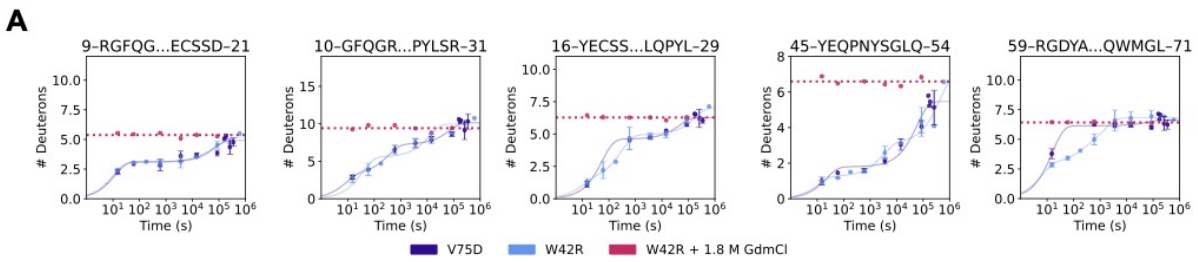 A
9–RGFQG...ECSSD–21
10–GFQGR...PYLSR–31
16–YECSS...LQPYL–29
45–YEQPNYSGLQ–54
59–RGDYA...QWMGL–71
# Deuterons
10.0
7.5
5.0
2.5
0.0
10¹ 10² 10³ 10⁴ 10⁵ 10⁶
Time (s)
# Deuterons
15
10
5
0
10¹ 10² 10³ 10⁴ 10⁵ 10⁶
Time (s)
# Deuterons
10.0
7.5
5.0
2.5
0.0
10¹ 10² 10³ 10⁴ 10⁵ 10⁶
Time (s)
# Deuterons
8
6
4
2
0
10¹ 10² 10³ 10⁴ 10⁵ 10⁶
Time (s)
# Deuterons
10.0
7.5
5.0
2.5
0.0
10¹ 10² 10³ 10⁴ 10⁵ 10⁶
Time (s)
V75D
W42R
W42R + 1.8 M GdmCl